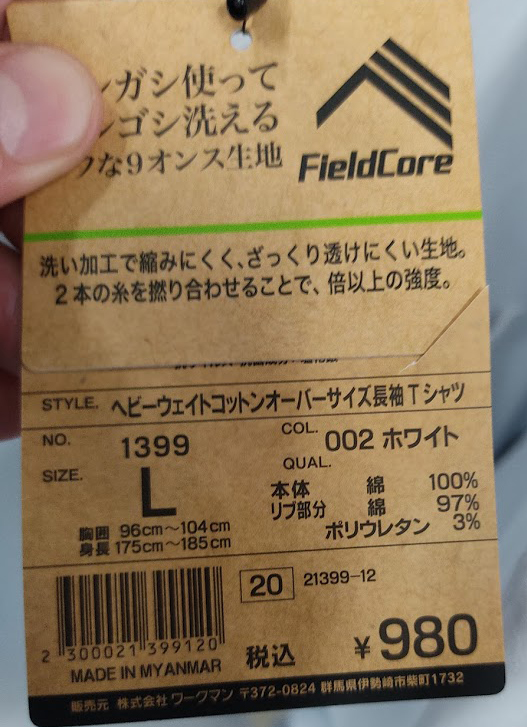 ガシ使って
ゴシ洗える
な9オンス生地
FieldCore
洗い加工で縮みにくく、ざっくり透けにくい生地。
2本の糸を撚り合わせることで、倍以上の強度。
STYLE. ヘビーウェイトコットンオーバーサイズ長袖Tシャツ
NO. 1399
COL. 002 ホワイト
SIZE. L
QUAL.
本体 綿 100%
リブ部分 綿 97%
ポリウレタン 3%
胸囲 96cm～104cm
身長 175cm～185cm
20 21399-12
2 300021 399120
MADE IN MYANMAR
税込 ¥980
販売元 株式会社 ワークマン 〒372-0824 群馬県伊勢崎市柴町1732